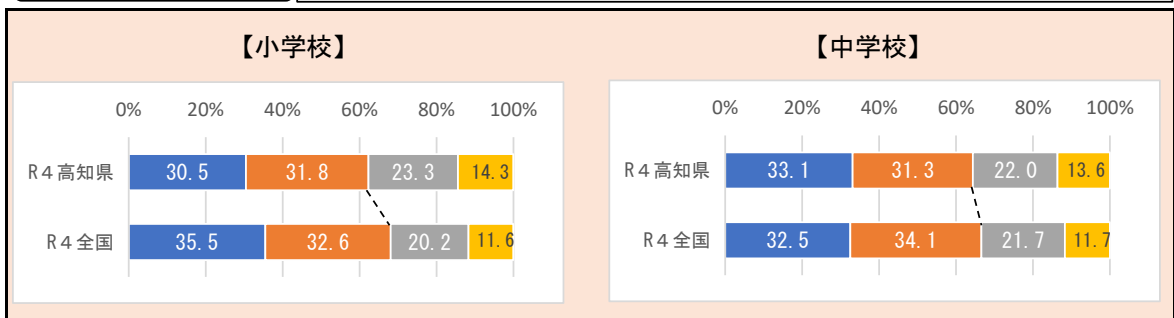 【小学校】
0% 20% 40% 60% 80% 100%
R4高知県 30.5 31.8 23.3 14.3
R4全国 35.5 32.6 20.2 11.6
【中学校】
0% 20% 40% 60% 80% 100%
R4高知県 33.1 31.3 22.0 13.6
R4全国 32.5 34.1 21.7 11.7